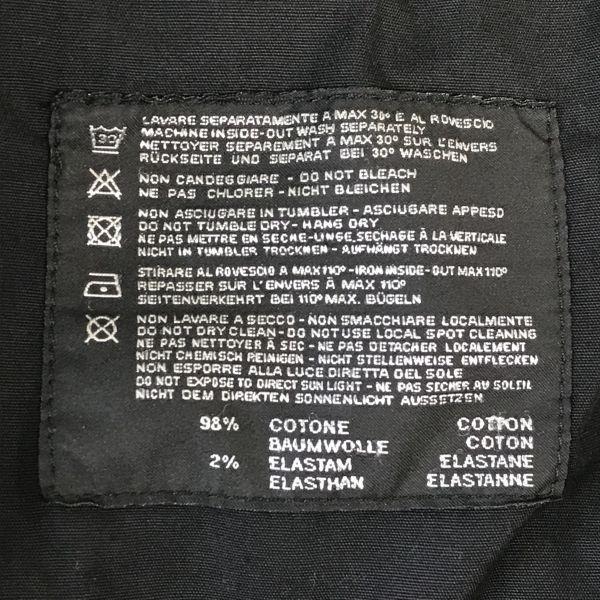 LAVARE SEPARATAMENTE A MAX 30° E AL ROVESCIO
30 MACHINE INSIDE-OUT WASH SEPARATELY
NETTOYER SEPAREMENT A MAX 30° SUR L'ENVERS
RÜCKSEITE UND SEPARAT BEI 30° WASCHEN
NON CANDEGGIARE - DO NOT BLEACH
NE PAS CHLORER - NICHT BLEICHEN
NON ASCIUGARE IN TUMBLER - ASCIUGARE APPESO
DO NOT TUMBLE DRY - HANG DRY
NE PAS METTRE EN SECHE-LINGE, SECHAGE À LA VERTICALE
NICHT IN TUMBLER TROCKNEN - AUFHÄNGT TROCKNEN
STIRARE AL ROVESCIO A MAX 110° - IRON INSIDE-OUT MAX 110°
REPASSER SUR L'ENVERS À MAX 110°
SEITENVERKEHRT BEI 110° MAX. BÜGELN
NON LAVARE A SECCO - NON SMACCHIARE LOCALMENTE
DO NOT DRY CLEAN - DO NOT USE LOCAL SPOT CLEANING
NE PAS NETTOYER À SEC - NE PAS DETACHER LOCALEMENT
NICHT CHEMISCH REINIGEN - NICHT STELLENWEISE ENTFLECKEN
NON ESPORRE ALLA LUCE DIRETTA DEL SOLE
DO NOT EXPOSE TO DIRECT SUN LIGHT - NE PAS SECHER AU SOLEIL
NICHT DEM DIREKTEN SONNENLICHT AUSSETZEN
98% COTONE COTTON
BAUMWOLLE COTON
2% ELASTAM ELASTANE
ELASTHAN ELASTHANNE